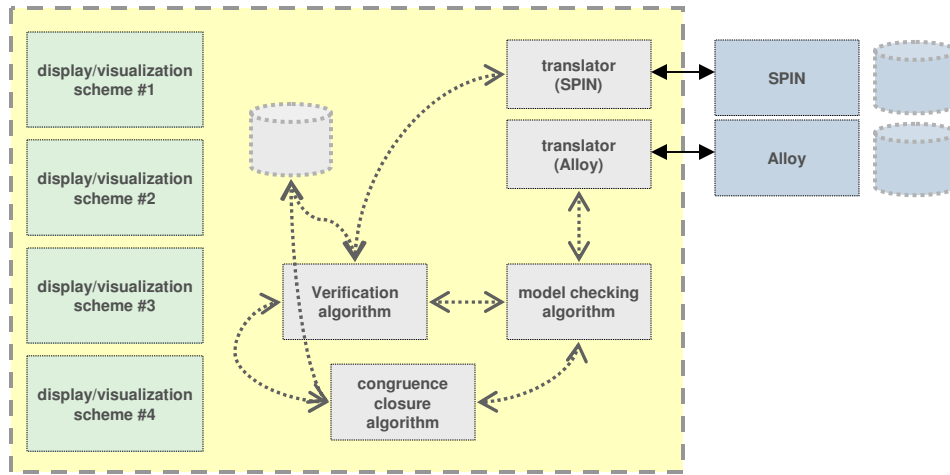 display/visualization
scheme #1
display/visualization
scheme #2
display/visualization
scheme #3
display/visualization
scheme #4
translator
(SPIN)
translator
(Alloy)
SPIN
Alloy
Verification
algorithm
model checking
algorithm
congruence
closure
algorithm